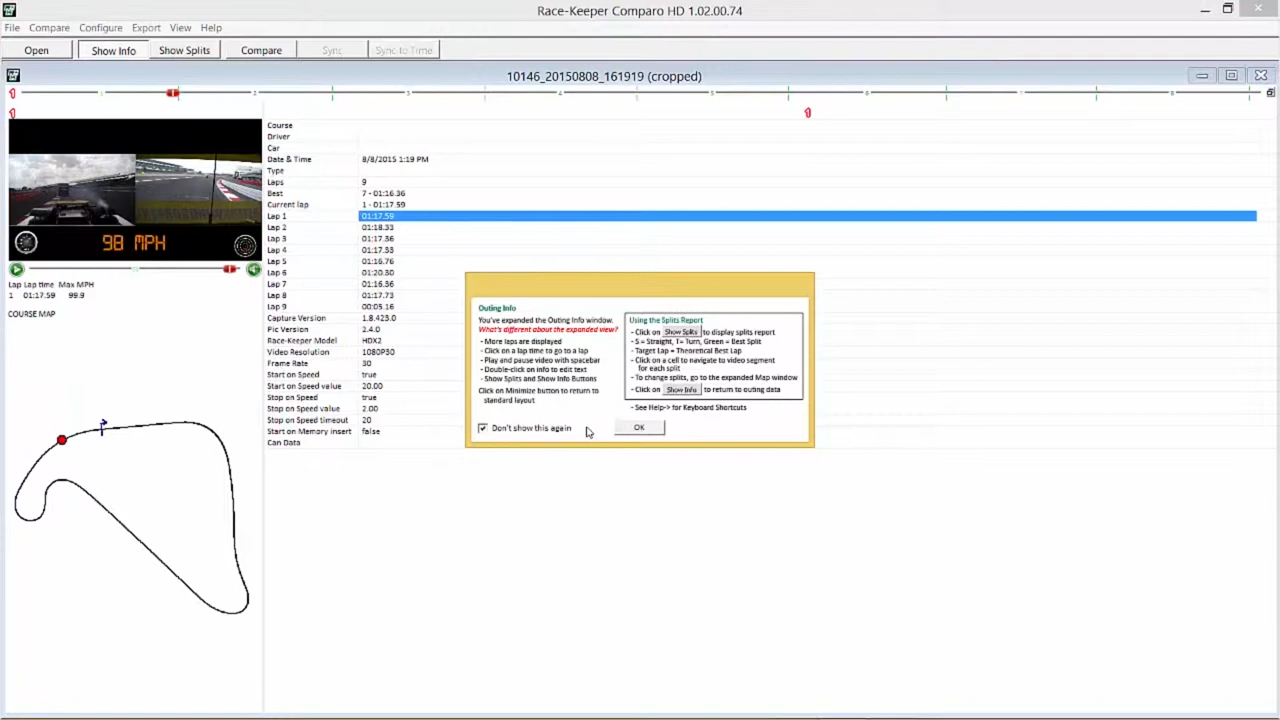 Race-Keeper Comparo HD 1.02.00.74
File Compare Configure Export View Help
Open Show Info Show Splits Compare Sync Sync to Time
10146_20150808_161919 (cropped)
1 2 3 4 5 6 7 8
Course
Driver
Car
Date & Time 8/8/2015 1:19 PM
Type
Laps 9
Best 7 - 01:16.36
Current lap 1 - 01:17.59
Lap 1 01:17.59
Lap 2 01:18.33
Lap 3 01:17.36
Lap 4 01:17.33
Lap 5 01:16.76
Lap 6 01:20.30
Lap 7 01:16.36
Lap 8 01:17.73
Lap 9 00:05.16
Capture Version 1.8.423.0
Pic Version 2.4.0
Race-Keeper Model HDX2
Video Resolution 1080P30
Frame Rate 30
Start on Speed true
Start on Speed value 20.00
Stop on Speed true
Stop on Speed value 2.00
Stop on Speed timeout 20
Start on Memory insert false
Can Data
98 MPH
Lap Lap time Max MPH
1 01:17.59 99.9
COURSE MAP
Outing Info
You've expanded the Outing Info window.
What's different about the expanded view?
- More laps are displayed
- Click on a lap time to go to a lap
- Play and pause video with spacebar
- Double-click on info to edit text
- Show Splits and Show Info Buttons
Click on Minimize button to return to
standard layout
Using the Splits Report
- Click on Show Splits to display splits report
- S = Straight, T= Turn, Green = Best Split
- Target Lap = Theoretical Best Lap
- Click on a cell to navigate to video segment
for each split
- To change splits, go to the expanded Map window
- Click on Show Info to return to outing data
- See Help-> for Keyboard Shortcuts
Don't show this again
OK